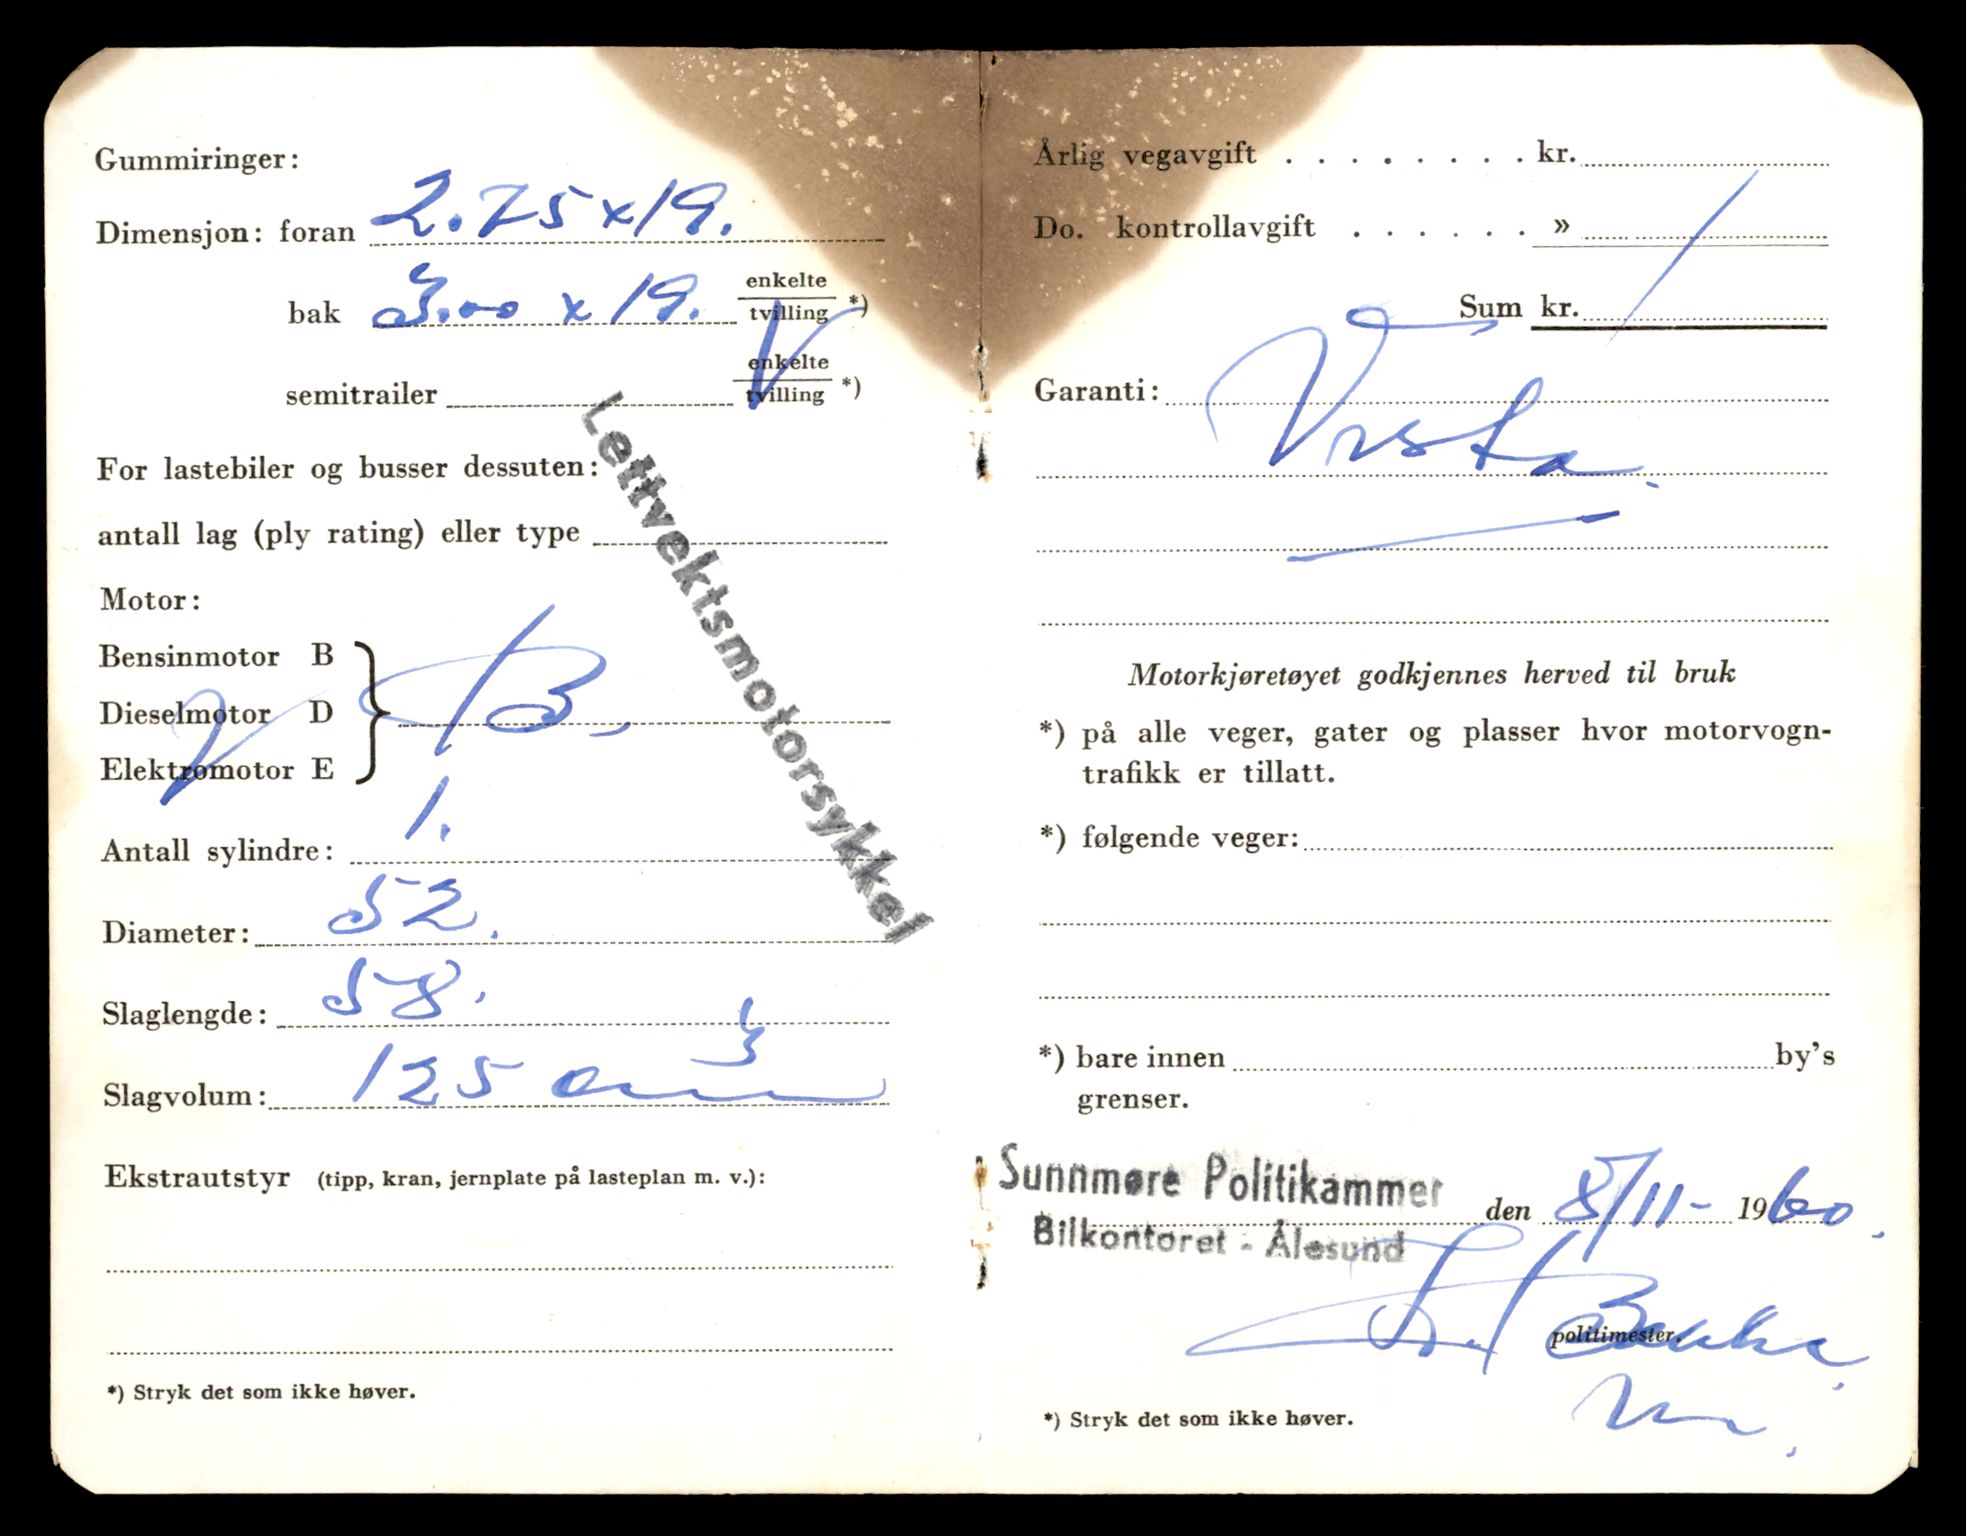 Gummiringer:
Dimensjon: foran 2.75 x 19.
bak 3.00 x 19. enkelte tvilling *)
semitrailer enkelte tvilling *)
For lastebiler og busser dessuten:
antall lag (ply rating) eller type
Lettvektsmotorsykkel
Motor:
Bensinmotor B
Dieselmotor D B.
Elektromotor E
Antall sylindre: 1.
Diameter: 52.
Slaglengde: 58.
Slagvolum: 125 cm3
Ekstrautstyr (tipp, kran, jernplate på lasteplan m. v.):
*) Stryk det som ikke høver.
Årlig vegavgift . . . . . . . . kr.
Do. kontrollavgift . . . . . . »
Sum kr.
Garanti: Vesta.
Motorkjøretøyet godkjennes herved til bruk
*) på alle veger, gater og plasser hvor motorvogn-
trafikk er tillatt.
*) følgende veger:
*) bare innen by's
grenser.
Sunnmøre Politikammer
den 8/11- 1960.
Bilkontoret - Ålesund
politimester.
*) Stryk det som ikke høver.